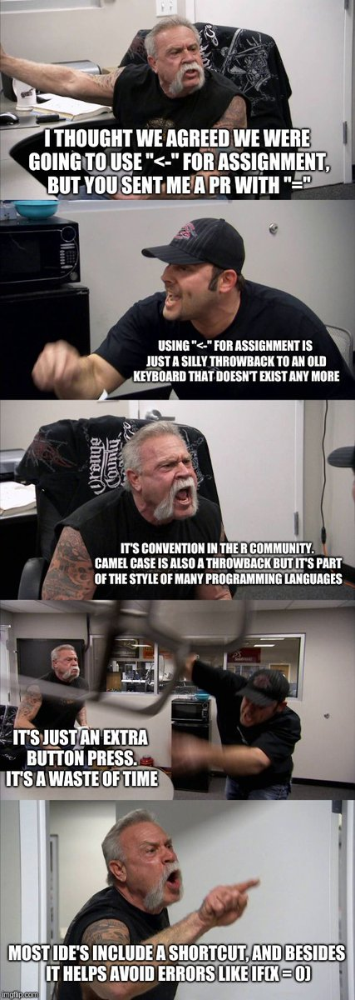 I THOUGHT WE AGREED WE WERE
GOING TO USE "<-" FOR ASSIGNMENT,
BUT YOU SENT ME A PR WITH "="
USING "<-" FOR ASSIGNMENT IS
JUST A SILLY THROWBACK TO AN OLD
KEYBOARD THAT DOESN'T EXIST ANY MORE
Orange
County
IT'S CONVENTION IN THE R COMMUNITY.
CAMEL CASE IS ALSO A THROWBACK BUT IT'S PART
OF THE STYLE OF MANY PROGRAMMING LANGUAGES
IT'S JUST AN EXTRA
BUTTON PRESS.
IT'S A WASTE OF TIME
MOST IDE'S INCLUDE A SHORTCUT, AND BESIDES
IT HELPS AVOID ERRORS LIKE IF(X = 0)
imgflip.com